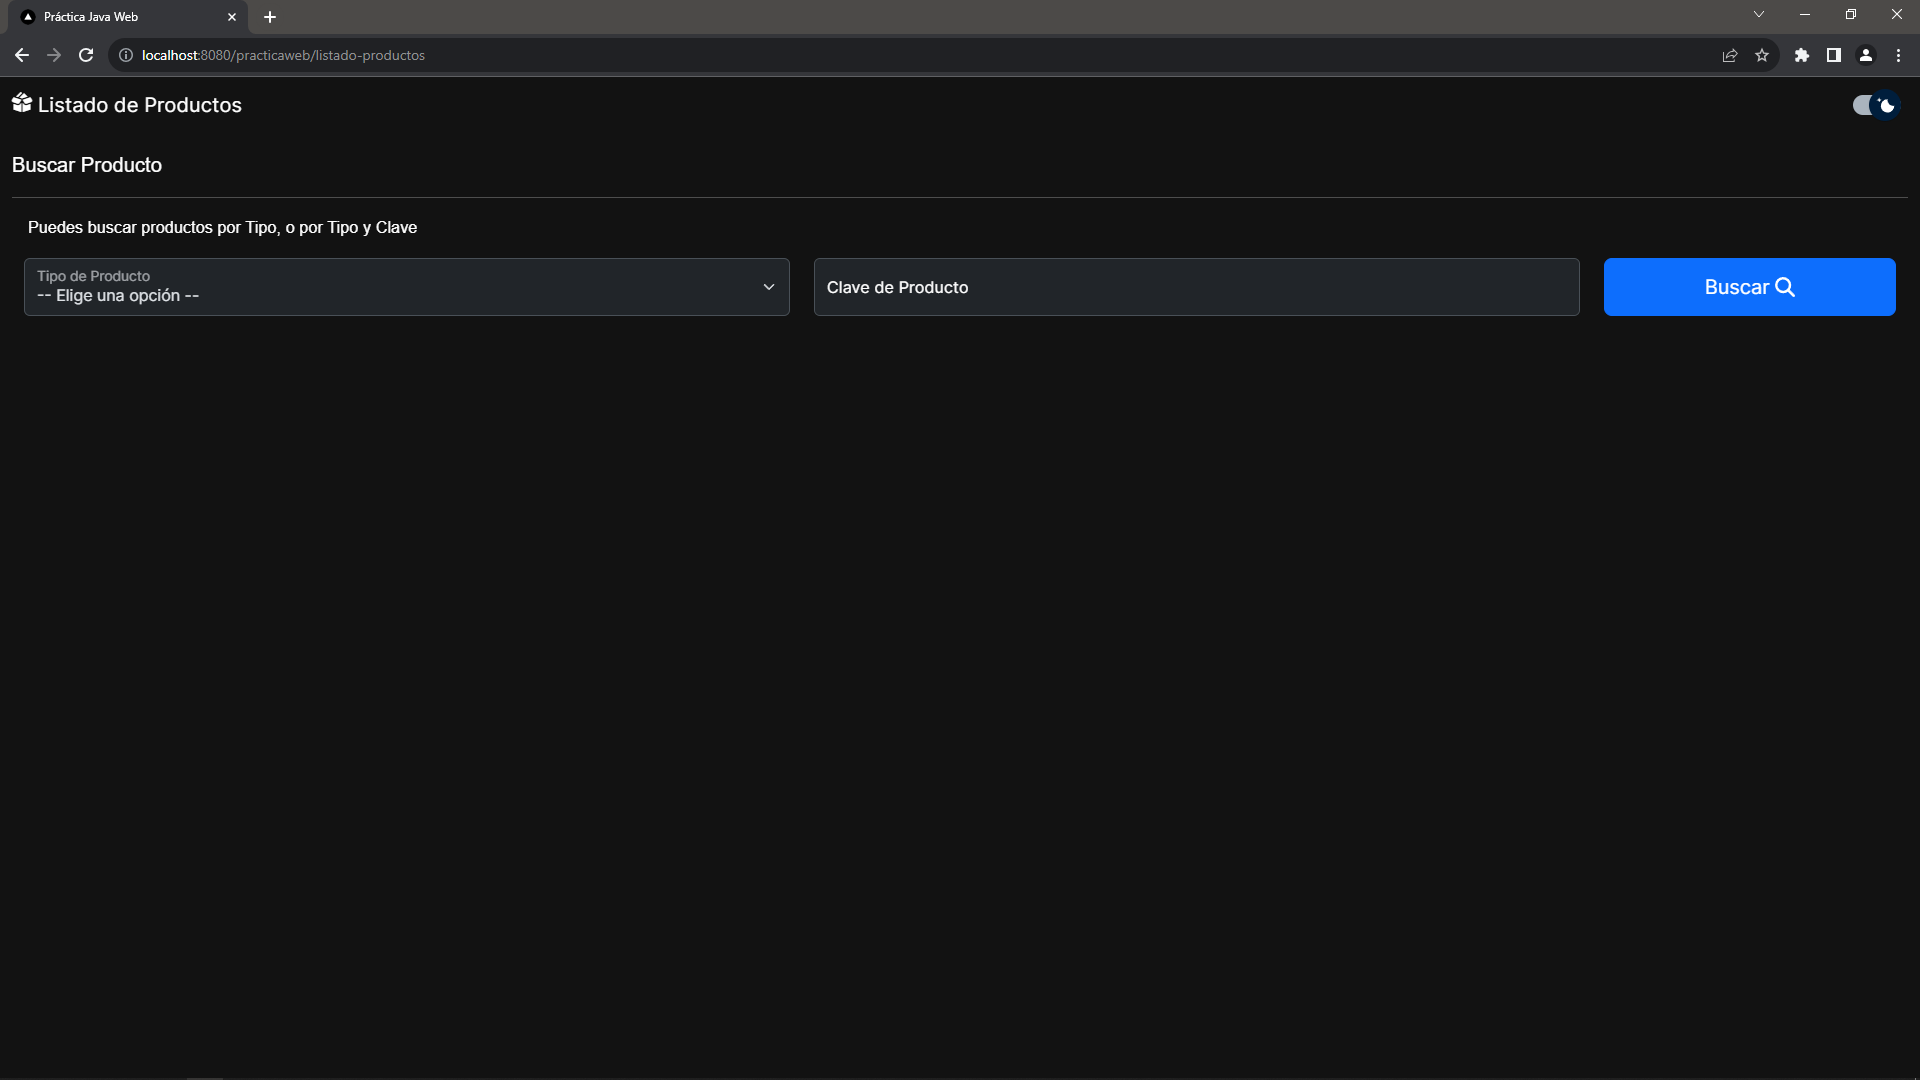 Práctica Java Web
localhost:8080/practicaweb/listado-productos
Listado de Productos
Buscar Producto
Puedes buscar productos por Tipo, o por Tipo y Clave
Tipo de Producto
-- Elige una opción --
Clave de Producto
Buscar